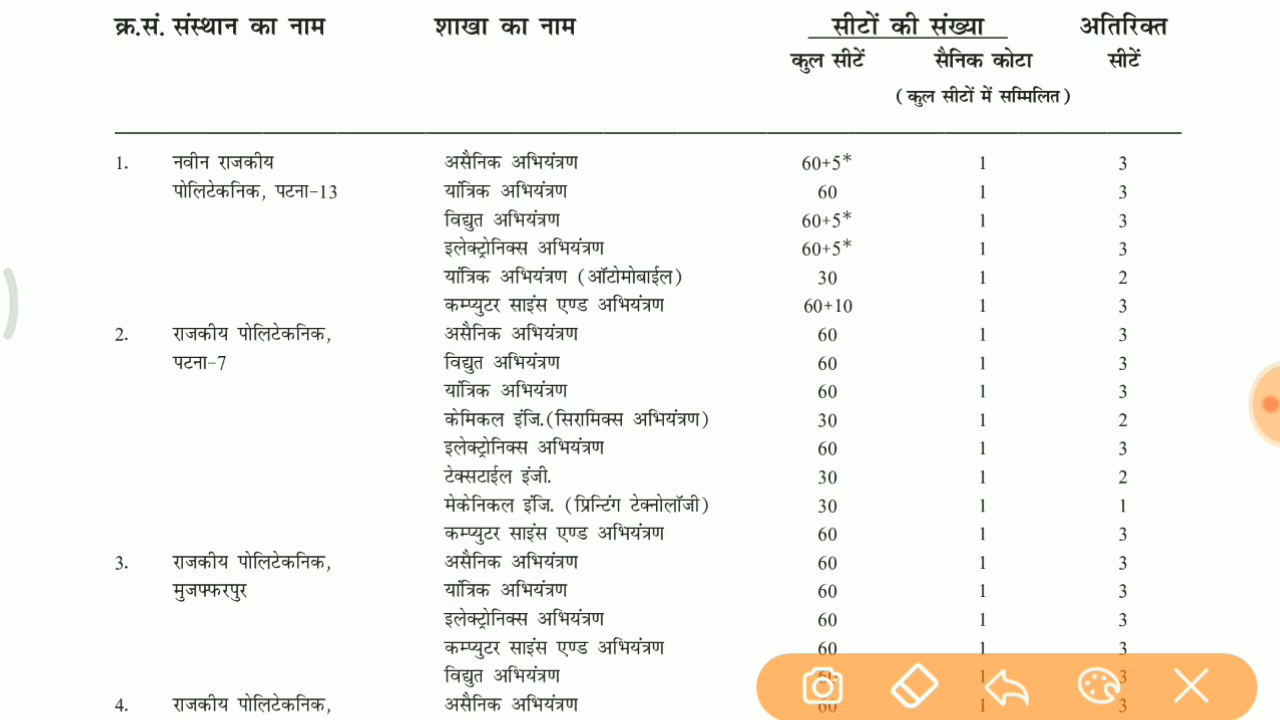 क्र.सं. संस्थान का नाम शाखा का नाम सीटों की संख्या अतिरिक्त
कुल सीटें सैनिक कोटा सीटें
(कुल सीटों में सम्मिलित)
1. नवीन राजकीय असैनिक अभियंत्रण 60+5* 1 3
पोलिटेकनिक, पटना-13 यांत्रिक अभियंत्रण 60 1 3
विद्युत अभियंत्रण 60+5* 1 3
इलेक्ट्रोनिक्स अभियंत्रण 60+5* 1 3
यांत्रिक अभियंत्रण (ऑटोमोबाईल) 30 1 2
कम्प्युटर साइंस एण्ड अभियंत्रण 60+10 1 3
2. राजकीय पोलिटेकनिक, असैनिक अभियंत्रण 60 1 3
पटना-7 विद्युत अभियंत्रण 60 1 3
यांत्रिक अभियंत्रण 60 1 3
केमिकल इंजि.(सिरामिक्स अभियंत्रण) 30 1 2
इलेक्ट्रोनिक्स अभियंत्रण 60 1 3
टेक्सटाईल इंजी. 30 1 2
मेकेनिकल इंजि. (प्रिन्टिंग टेक्नोलॉजी) 30 1 1
कम्प्युटर साइंस एण्ड अभियंत्रण 60 1 3
3. राजकीय पोलिटेकनिक, असैनिक अभियंत्रण 60 1 3
मुजफ्फरपुर यांत्रिक अभियंत्रण 60 1 3
इलेक्ट्रोनिक्स अभियंत्रण 60 1 3
कम्प्युटर साइंस एण्ड अभियंत्रण 60 1 3
विद्युत अभियंत्रण 1 3
4. राजकीय पोलिटेकनिक, असैनिक अभियंत्रण 60 1 3